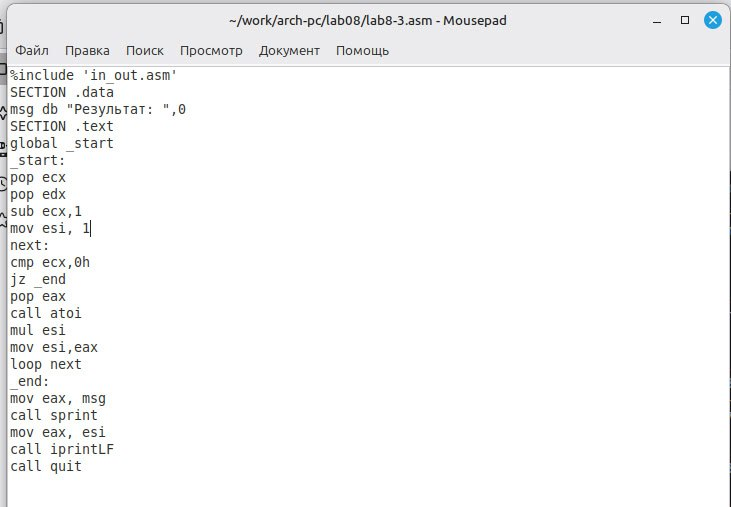 ~/work/arch-pc/lab08/lab8-3.asm - Mousepad
Файл Правка Поиск Просмотр Документ Помощь
%include 'in_out.asm'
SECTION .data
msg db "Результат: ",0
SECTION .text
global _start
_start:
pop ecx
pop edx
sub ecx,1
mov esi, 1
next:
cmp ecx,0h
jz _end
pop eax
call atoi
mul esi
mov esi,eax
loop next
_end:
mov eax, msg
call sprint
mov eax, esi
call iprintLF
call quit